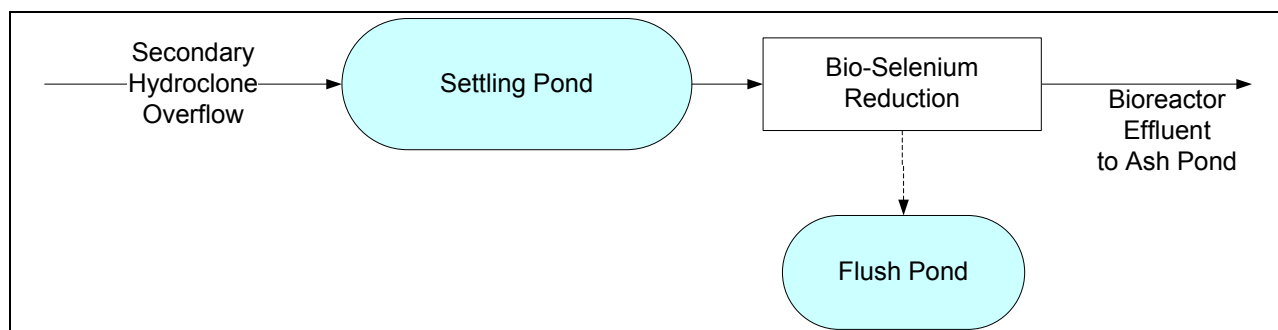 Secondary
Hydroclone
Overflow
Settling Pond
Bio-Selenium
Reduction
Bioreactor
Effluent
to Ash Pond
Flush Pond